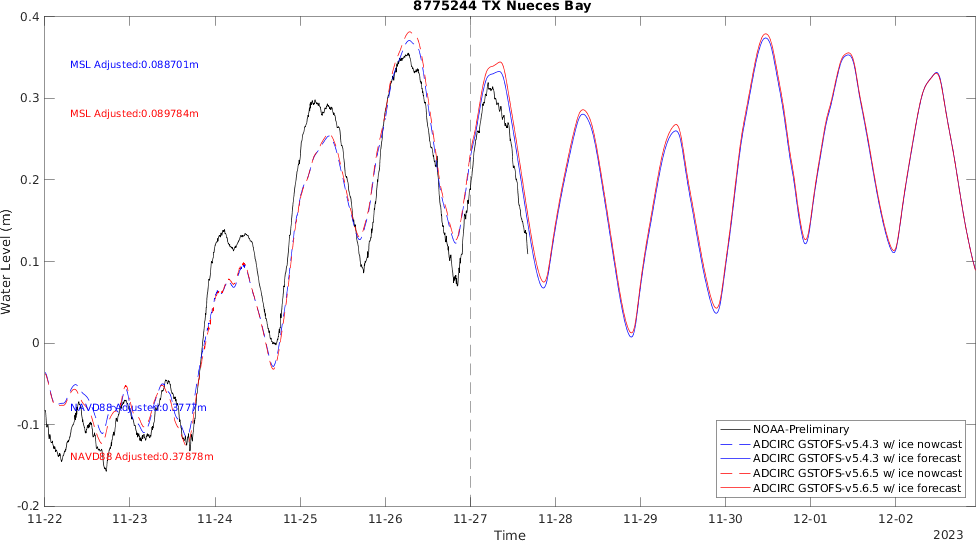 8775244 TX Nueces Bay
0.4
0.3
0.2
0.1
0
-0.1
-0.2
Water Level (m)
MSL Adjusted:0.088701m
MSL Adjusted:0.089784m
NAVD88 Adjusted:0.3777m
NAVD88 Adjusted:0.37878m
NOAA-Preliminary
ADCIRC GSTOFS-v5.4.3 w/ ice nowcast
ADCIRC GSTOFS-v5.4.3 w/ ice forecast
ADCIRC GSTOFS-v5.6.5 w/ ice nowcast
ADCIRC GSTOFS-v5.6.5 w/ ice forecast
11-22 11-23 11-24 11-25 11-26 11-27 11-28 11-29 11-30 12-01 12-02
Time
2023